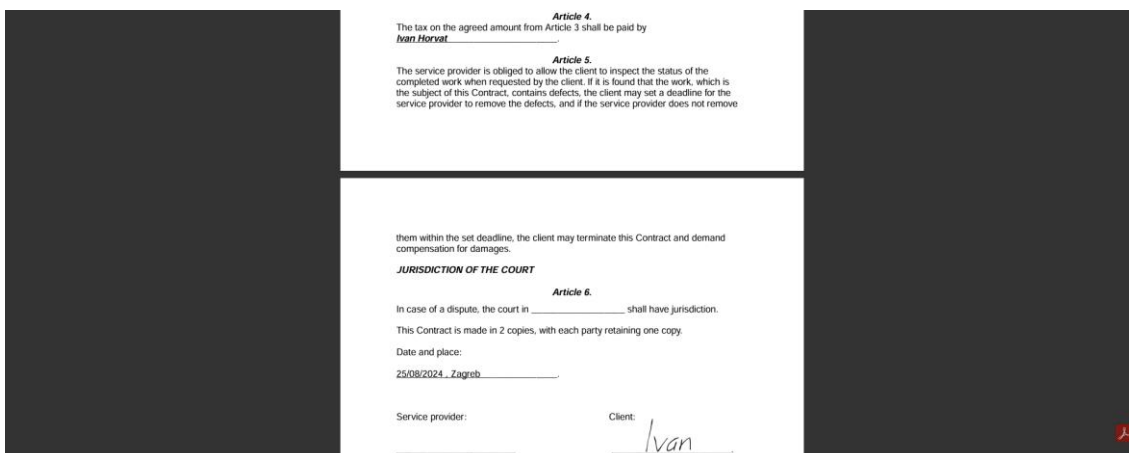 Article 4.
The tax on the agreed amount from Article 3 shall be paid by
Ivan Horvat______________________.
Article 5.
The service provider is obliged to allow the client to inspect the status of the
completed work when requested by the client. If it is found that the work, which is
the subject of this Contract, contains defects, the client may set a deadline for the
service provider to remove the defects, and if the service provider does not remove
them within the set deadline, the client may terminate this Contract and demand
compensation for damages.
JURISDICTION OF THE COURT
Article 6.
In case of a dispute, the court in ___________________ shall have jurisdiction.
This Contract is made in 2 copies, with each party retaining one copy.
Date and place:
25/08/2024 , Zagreb________________.
Service provider: Client:
Ivan